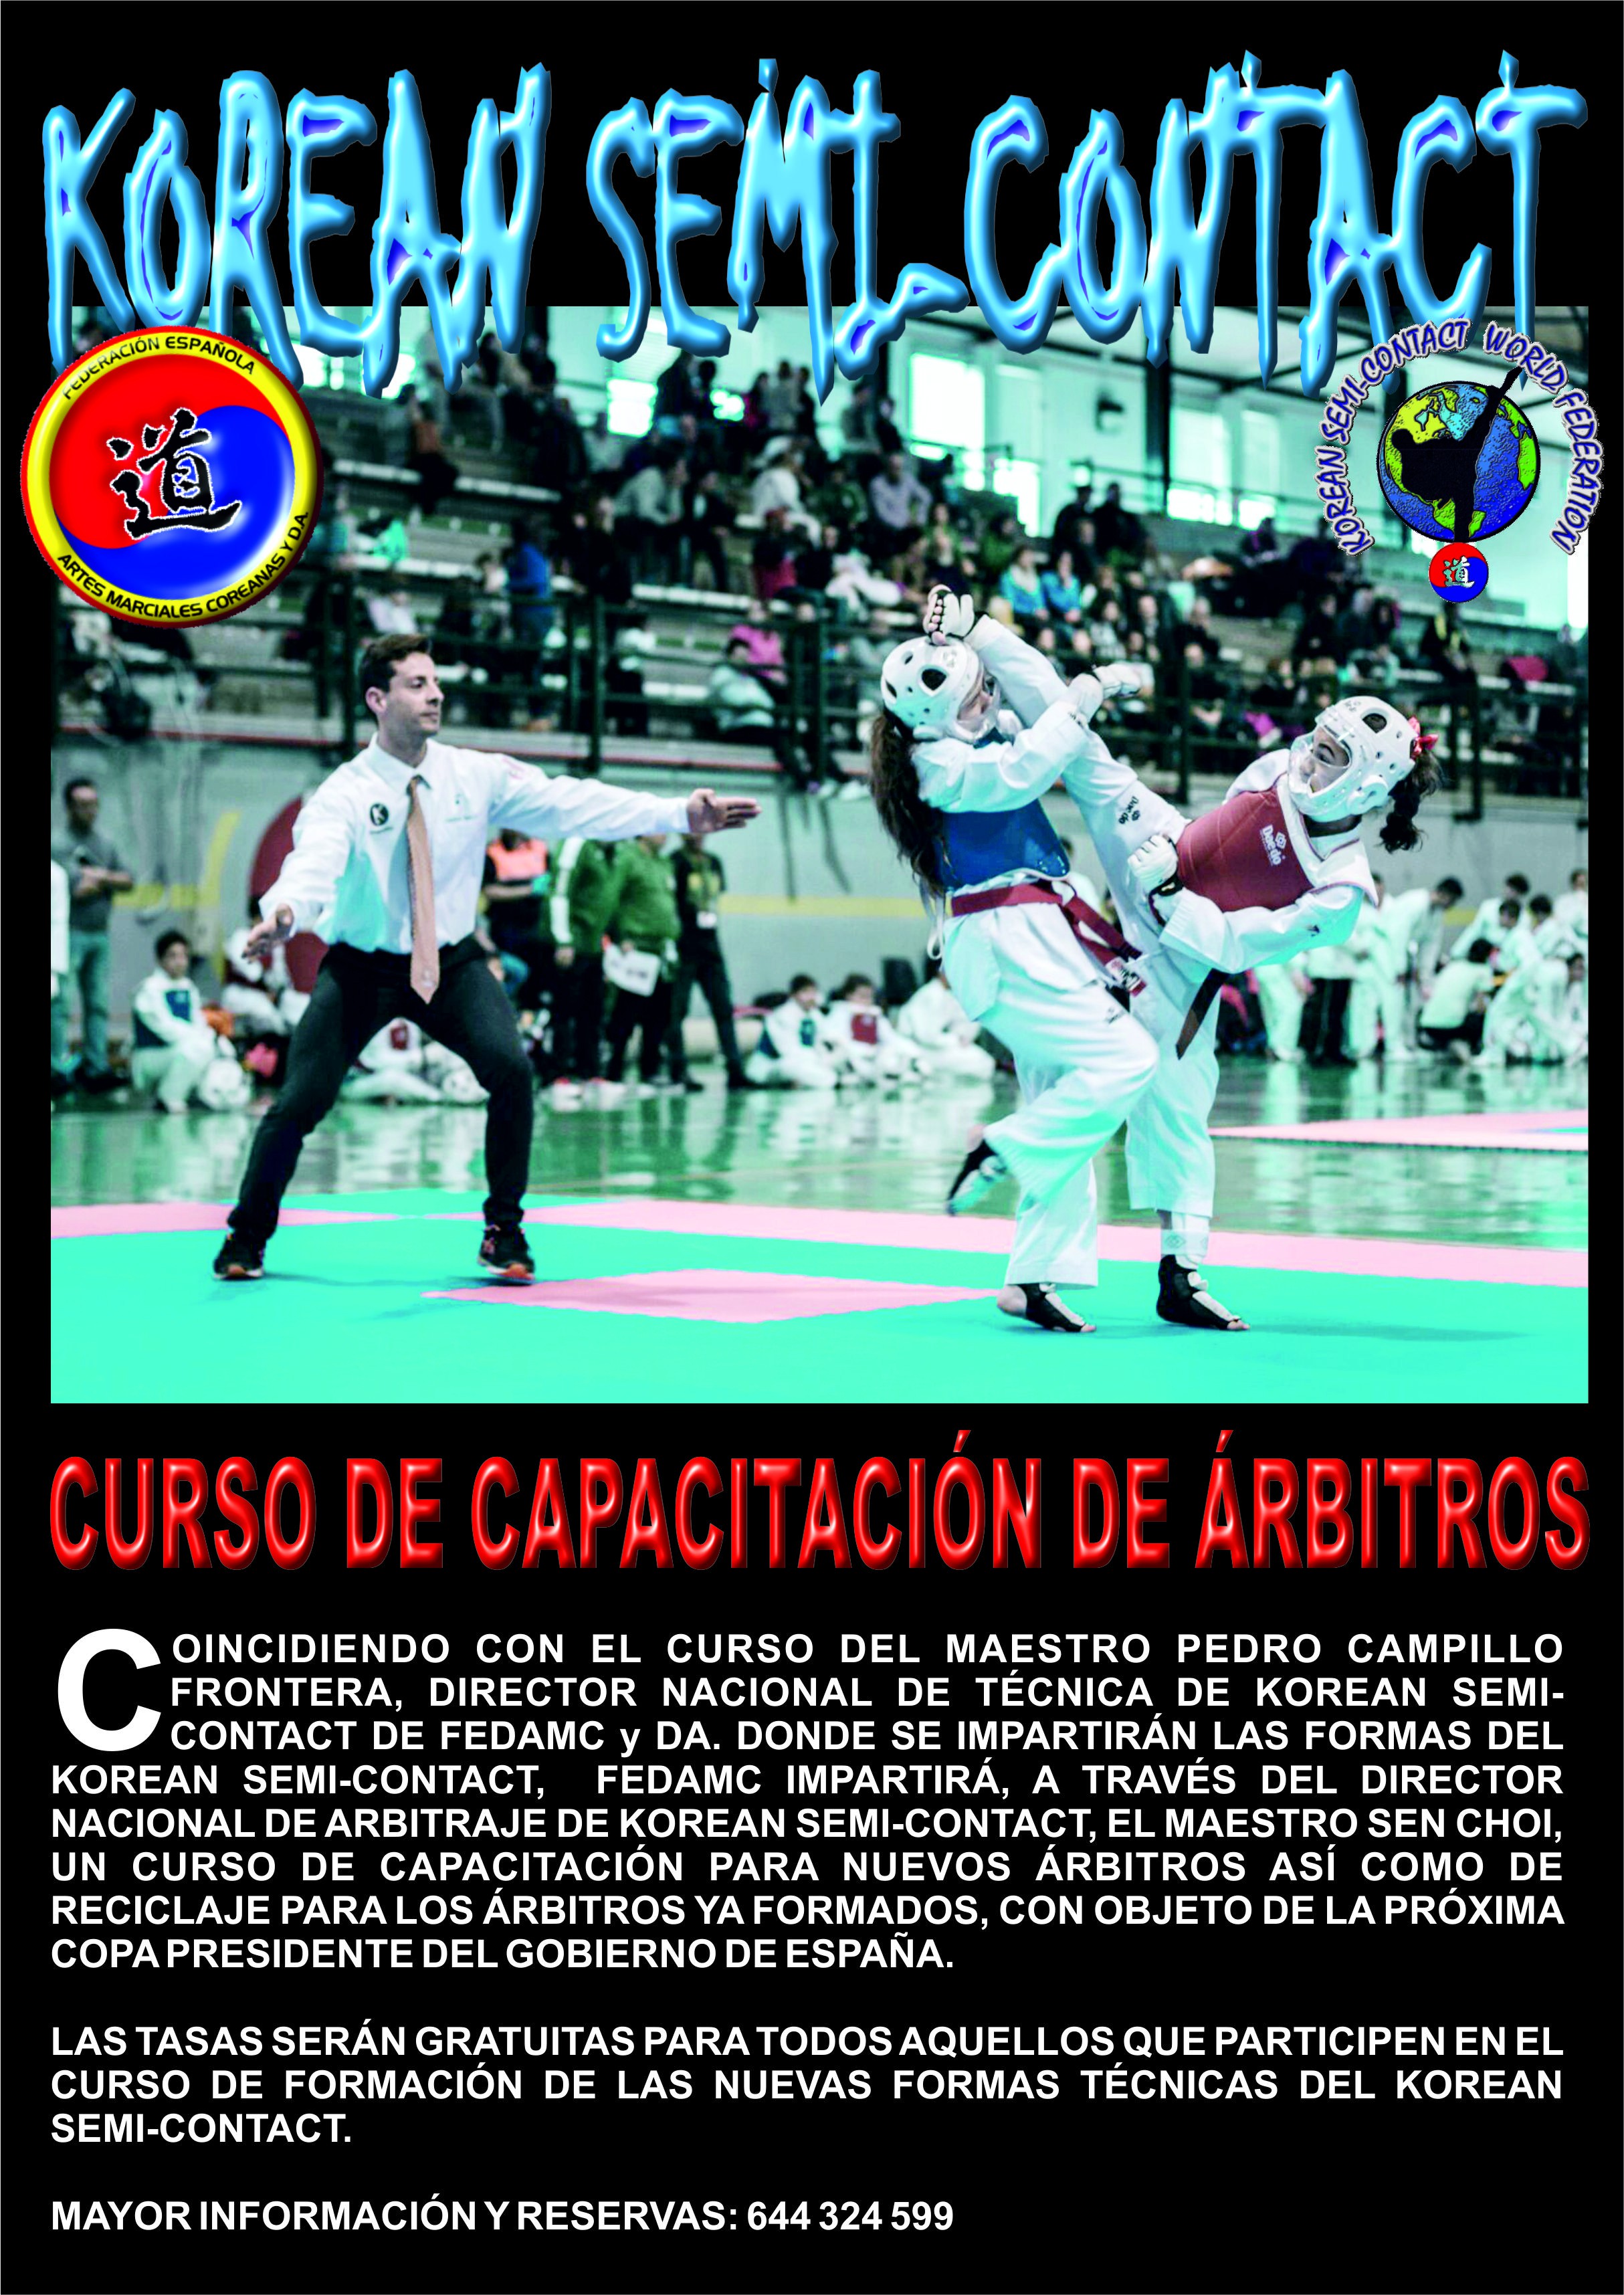 KOREAN SEMI-CONTACT
FEDERACIÓN ESPAÑOLA
道
ARTES MARCIALES COREANAS Y D.A.
KOREAN SEMI-CONTACT WORLD FEDERATION
道
K
Daedo
Daedo
CURSO DE CAPACITACIÓN DE ÁRBITROS
COINCIDIENDO CON EL CURSO DEL MAESTRO PEDRO CAMPILLO
FRONTERA, DIRECTOR NACIONAL DE TÉCNICA DE KOREAN SEMI-
CONTACT DE FEDAMC y DA. DONDE SE IMPARTIRÁN LAS FORMAS DEL
KOREAN SEMI-CONTACT, FEDAMC IMPARTIRÁ, A TRAVÉS DEL DIRECTOR
NACIONAL DE ARBITRAJE DE KOREAN SEMI-CONTACT, EL MAESTRO SEN CHOI,
UN CURSO DE CAPACITACIÓN PARA NUEVOS ÁRBITROS ASÍ COMO DE
RECICLAJE PARA LOS ÁRBITROS YA FORMADOS, CON OBJETO DE LA PRÓXIMA
COPA PRESIDENTE DEL GOBIERNO DE ESPAÑA.
LAS TASAS SERÁN GRATUITAS PARA TODOS AQUELLOS QUE PARTICIPEN EN EL
CURSO DE FORMACIÓN DE LAS NUEVAS FORMAS TÉCNICAS DEL KOREAN
SEMI-CONTACT.
MAYOR INFORMACIÓN Y RESERVAS: 644 324 599